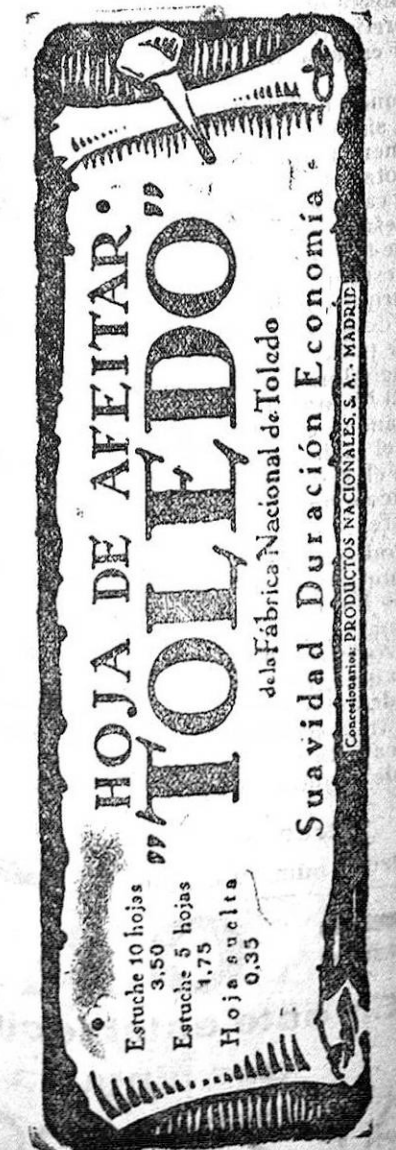 HOJA DE AFEITAR:
"TOLEDO"
de la Fábrica Nacional de Toledo
Suavidad Duración Economía
Concesionarios: PRODUCTOS NACIONALES, S. A. - MADRID
Estuche 10 hojas
3,50
Estuche 5 hojas
1,75
Hoja suelta
0,35